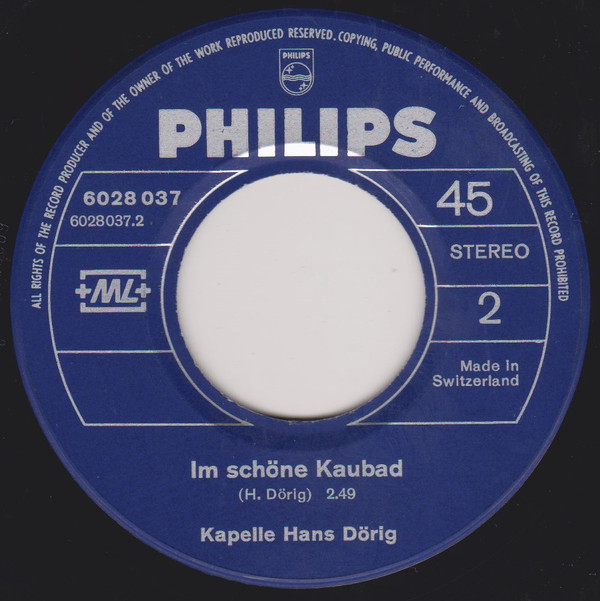 ALL RIGHTS OF THE RECORD PRODUCER AND OF THE OWNER OF THE WORK REPRODUCED RESERVED. COPYING, PUBLIC PERFORMANCE AND BROADCASTING OF THIS RECORD PROHIBITED
PHILIPS
PHILIPS
6028 037
6028037.2
45
STEREO
ML
2
Made in
Switzerland
Im schöne Kaubad
(H. Dörig) 2.49
Kapelle Hans Dörig